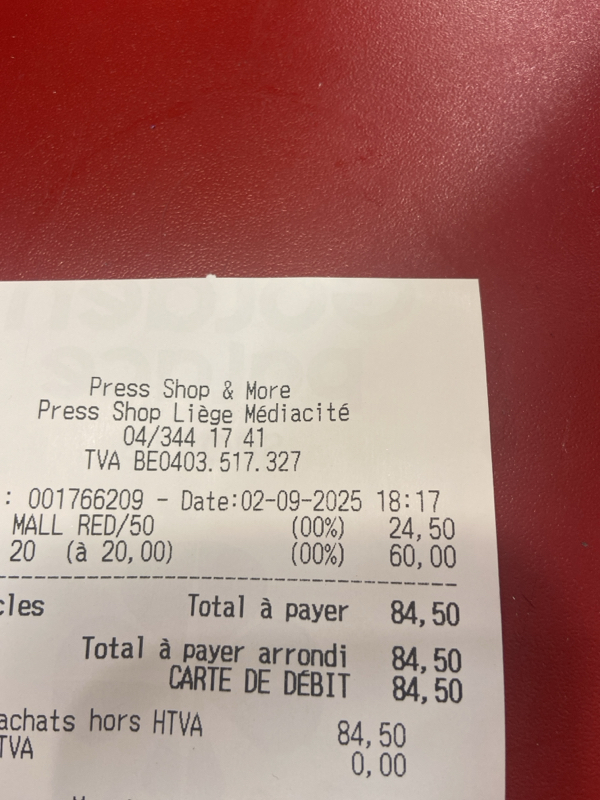 Press Shop & More
Press Shop Liège Médiacité
04/344 17 41
TVA BE0403.517.327
: 001766209 - Date:02-09-2025 18:17
MALL RED/50 (00%) 24,50
20 (à 20,00) (00%) 60,00
cles Total à payer 84,50
Total à payer arrondi 84,50
CARTE DE DÉBIT 84,50
achats hors HTVA 84,50
TVA 0,00